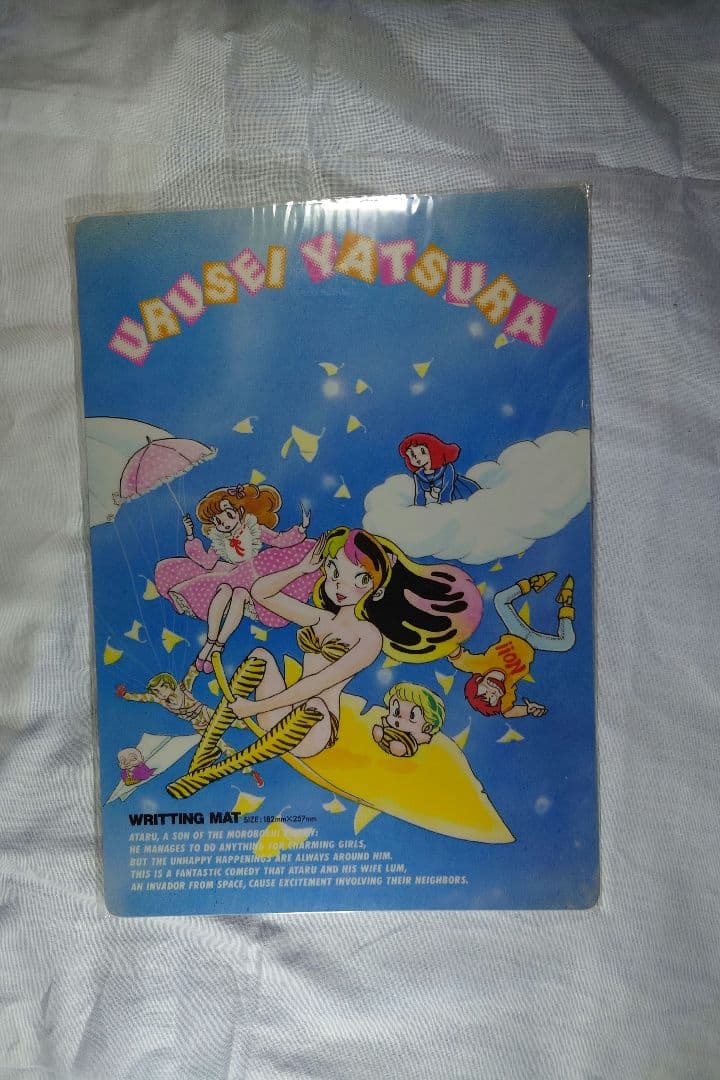 URUSEI YATSURA
WRITTING MAT SIZE: 182mm×257mm
ATARU, A SON OF THE MOROBOSHI
HE MANAGES TO DO ANYTHING FOR CHARMING GIRLS,
BUT THE UNHAPPY HAPPENINGS ARE ALWAYS AROUND HIM.
THIS IS A FANTASTIC COMEDY THAT ATARU AND HIS WIFE LUM,
AN INVADOR FROM SPACE, CAUSE EXCITEMENT INVOLVING THEIR NEIGHBORS.